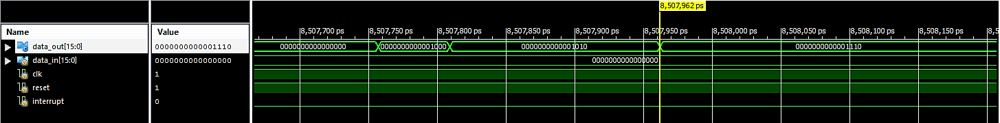 8,507,962 ps
Name Value 8,507,700 ps 8,507,750 ps 8,507,800 ps 8,507,850 ps 8,507,900 ps 8,507,950 ps 8,508,000 ps 8,508,050 ps 8,508,100 ps 8,508,150 ps 8,5
data_out[15:0] 0000000000001110 0000000000000000 0000000000001000 0000000000001010 0000000000001110
data_in[15:0] 0000000000000000 0000000000000000
clk 1
reset 1
interrupt 0